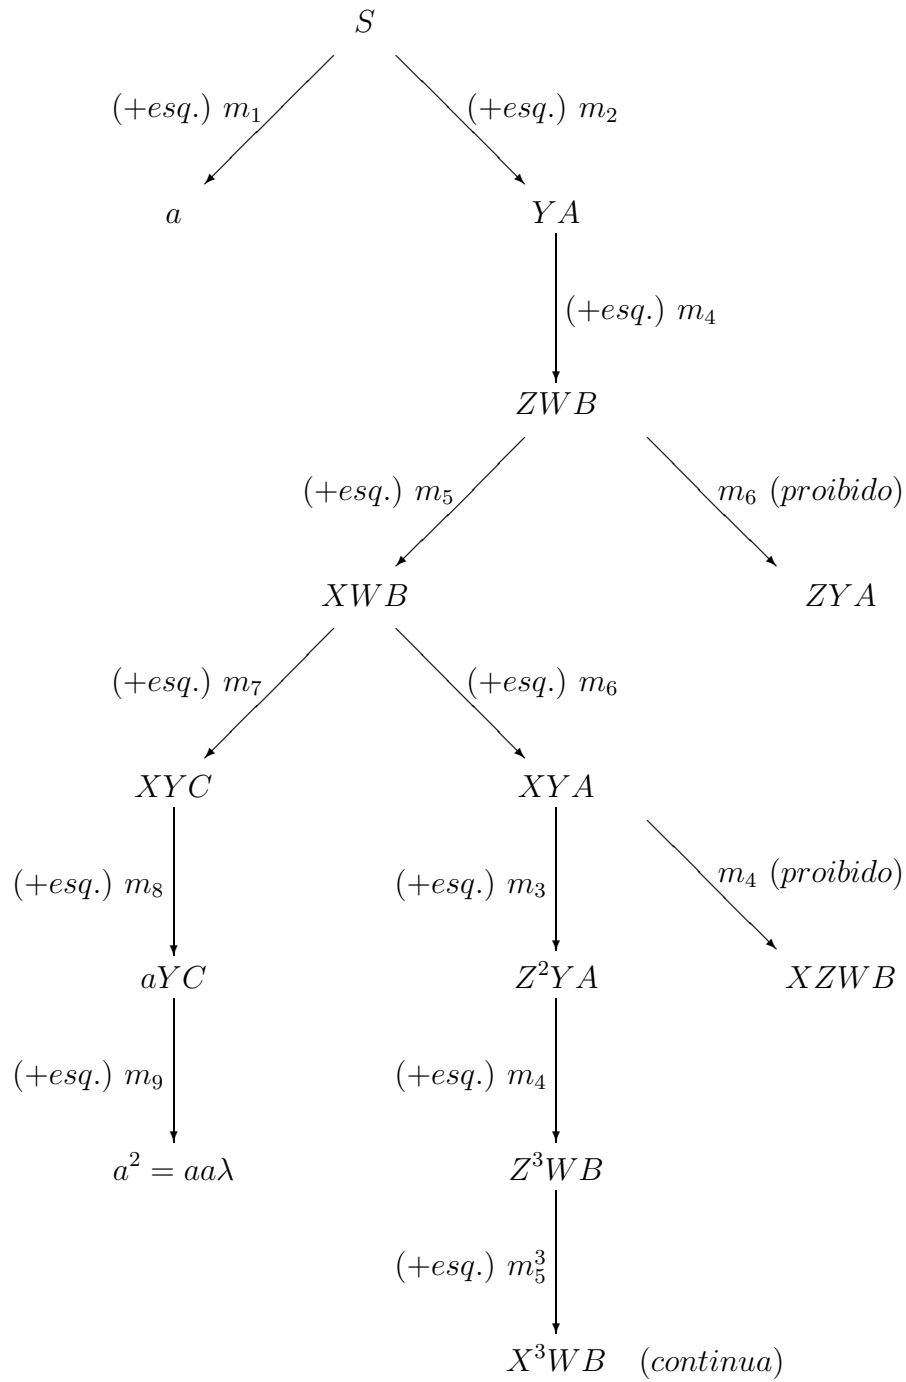 S
(+esq.) m₁ (+esq.) m₂
a YA
(+esq.) m₄
ZWB
(+esq.) m₅ m₆ (proibido)
XWB ZYA
(+esq.) m₇ (+esq.) m₆
XYC XYA
(+esq.) m₈ (+esq.) m₃ m₄ (proibido)
aYC Z²YA XZWB
(+esq.) m₉ (+esq.) m₄
a² = aaλ Z³WB
(+esq.) m₅³
X³WB (continua)